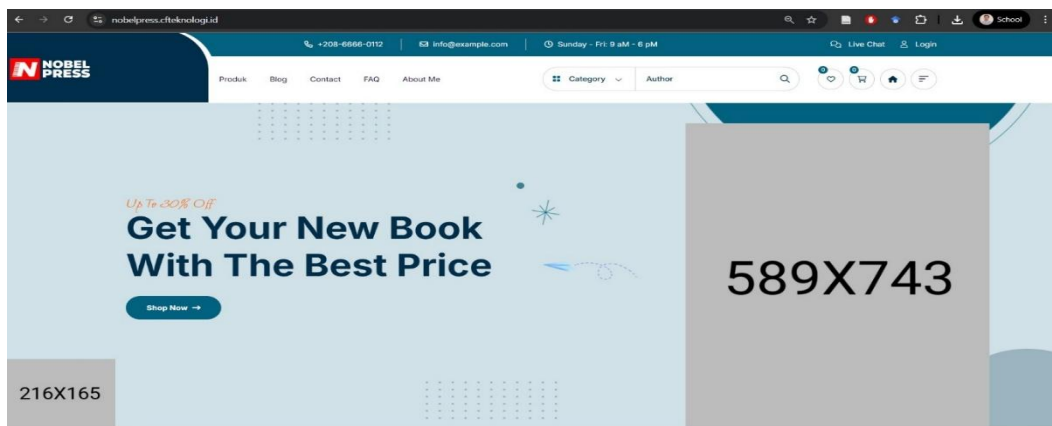 nobelpress.cfteknologi.id
School
+208-6666-0112
info@example.com
Sunday - Fri: 9 aM - 6 pM
Live Chat
Login
N NOBEL
PRESS
Produk Blog Contact FAQ About Me
Category
Author
0
0
Up To 30% Off
Get Your New Book
With The Best Price
Shop Now →
589X743
216X165